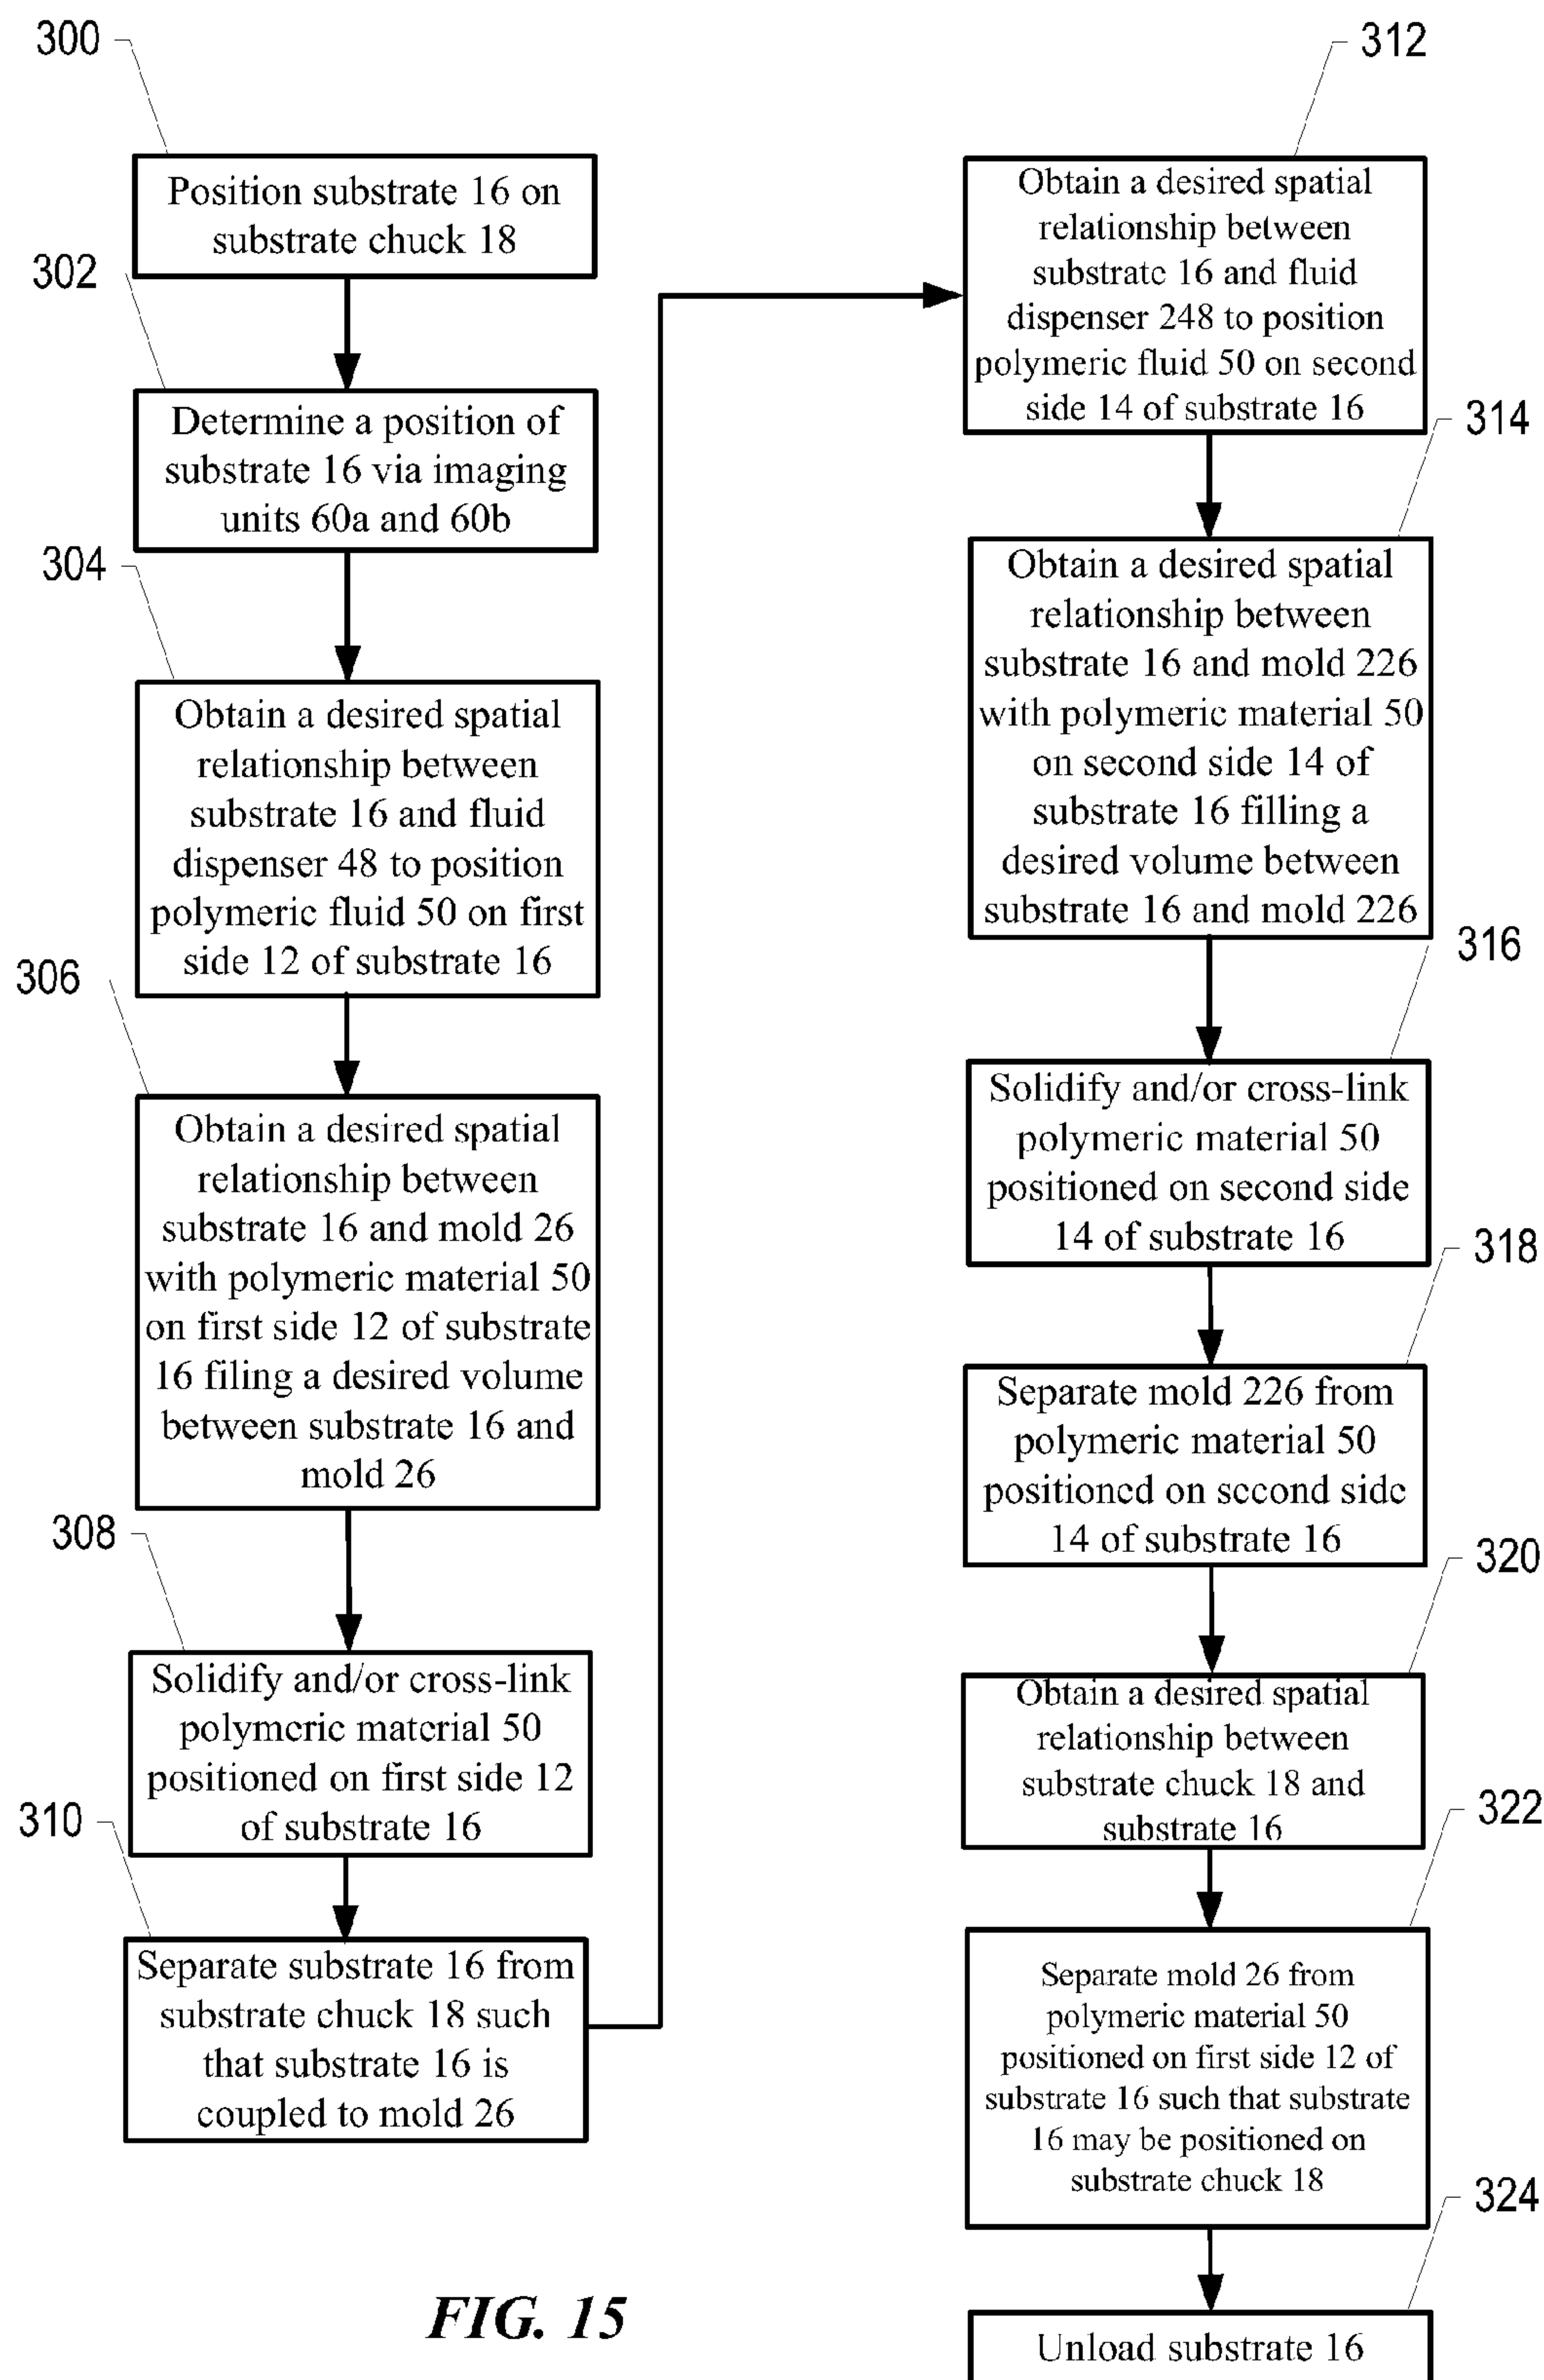 300
Position substrate 16 on
substrate chuck 18
302
Determine a position of
substrate 16 via imaging
units 60a and 60b
304
Obtain a desired spatial
relationship between
substrate 16 and fluid
dispenser 48 to position
polymeric fluid 50 on first
side 12 of substrate 16
306
Obtain a desired spatial
relationship between
substrate 16 and mold 26
with polymeric material 50
on first side 12 of substrate
16 filing a desired volume
between substrate 16 and
mold 26
308
Solidify and/or cross-link
polymeric material 50
positioned on first side 12
of substrate 16
310
Separate substrate 16 from
substrate chuck 18 such
that substrate 16 is
coupled to mold 26
312
Obtain a desired spatial
relationship between
substrate 16 and fluid
dispenser 248 to position
polymeric fluid 50 on second
side 14 of substrate 16
314
Obtain a desired spatial
relationship between
substrate 16 and mold 226
with polymeric material 50
on second side 14 of
substrate 16 filling a
desired volume between
substrate 16 and mold 226
316
Solidify and/or cross-link
polymeric material 50
positioned on second side
14 of substrate 16
318
Separate mold 226 from
polymeric material 50
positioned on second side
14 of substrate 16
320
Obtain a desired spatial
relationship between
substrate chuck 18 and
substrate 16
322
Separate mold 26 from
polymeric material 50
positioned on first side 12 of
substrate 16 such that substrate
16 may be positioned on
substrate chuck 18
324
Unload substrate 16
FIG. 15